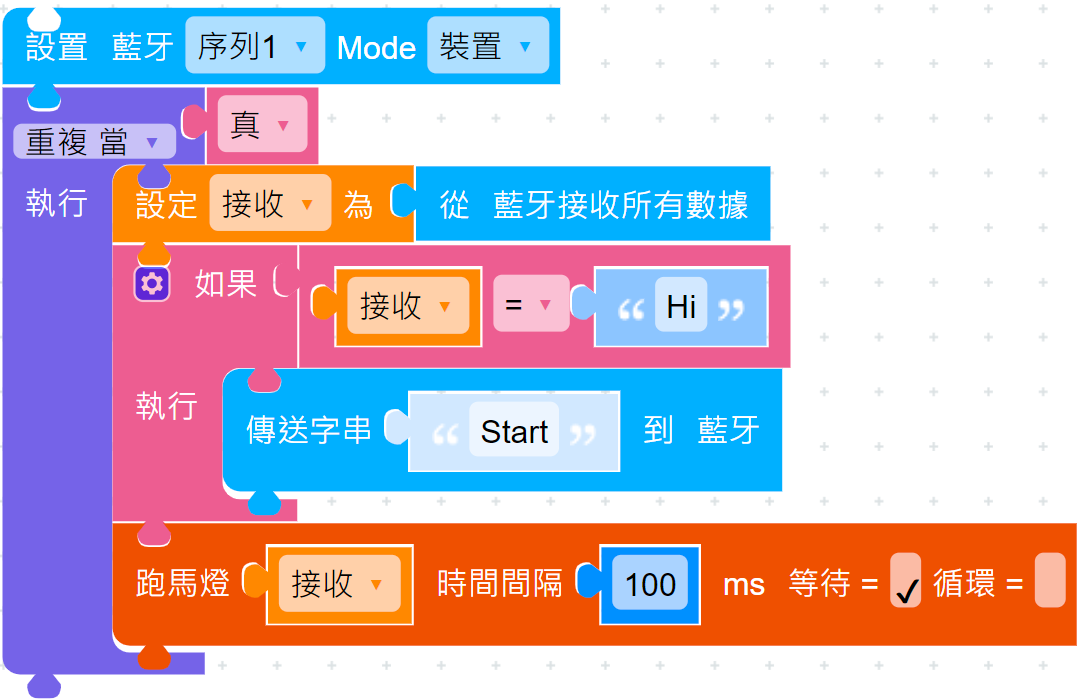 設置 藍牙 序列1 Mode 裝置
重複 當 真
執行 設定 接收 為 從 藍牙接收所有數據
如果 接收 = “ Hi ”
執行 傳送字串 “ Start ” 到 藍牙
跑馬燈 接收 時間間隔 100 ms 等待 = ✓ 循環 =